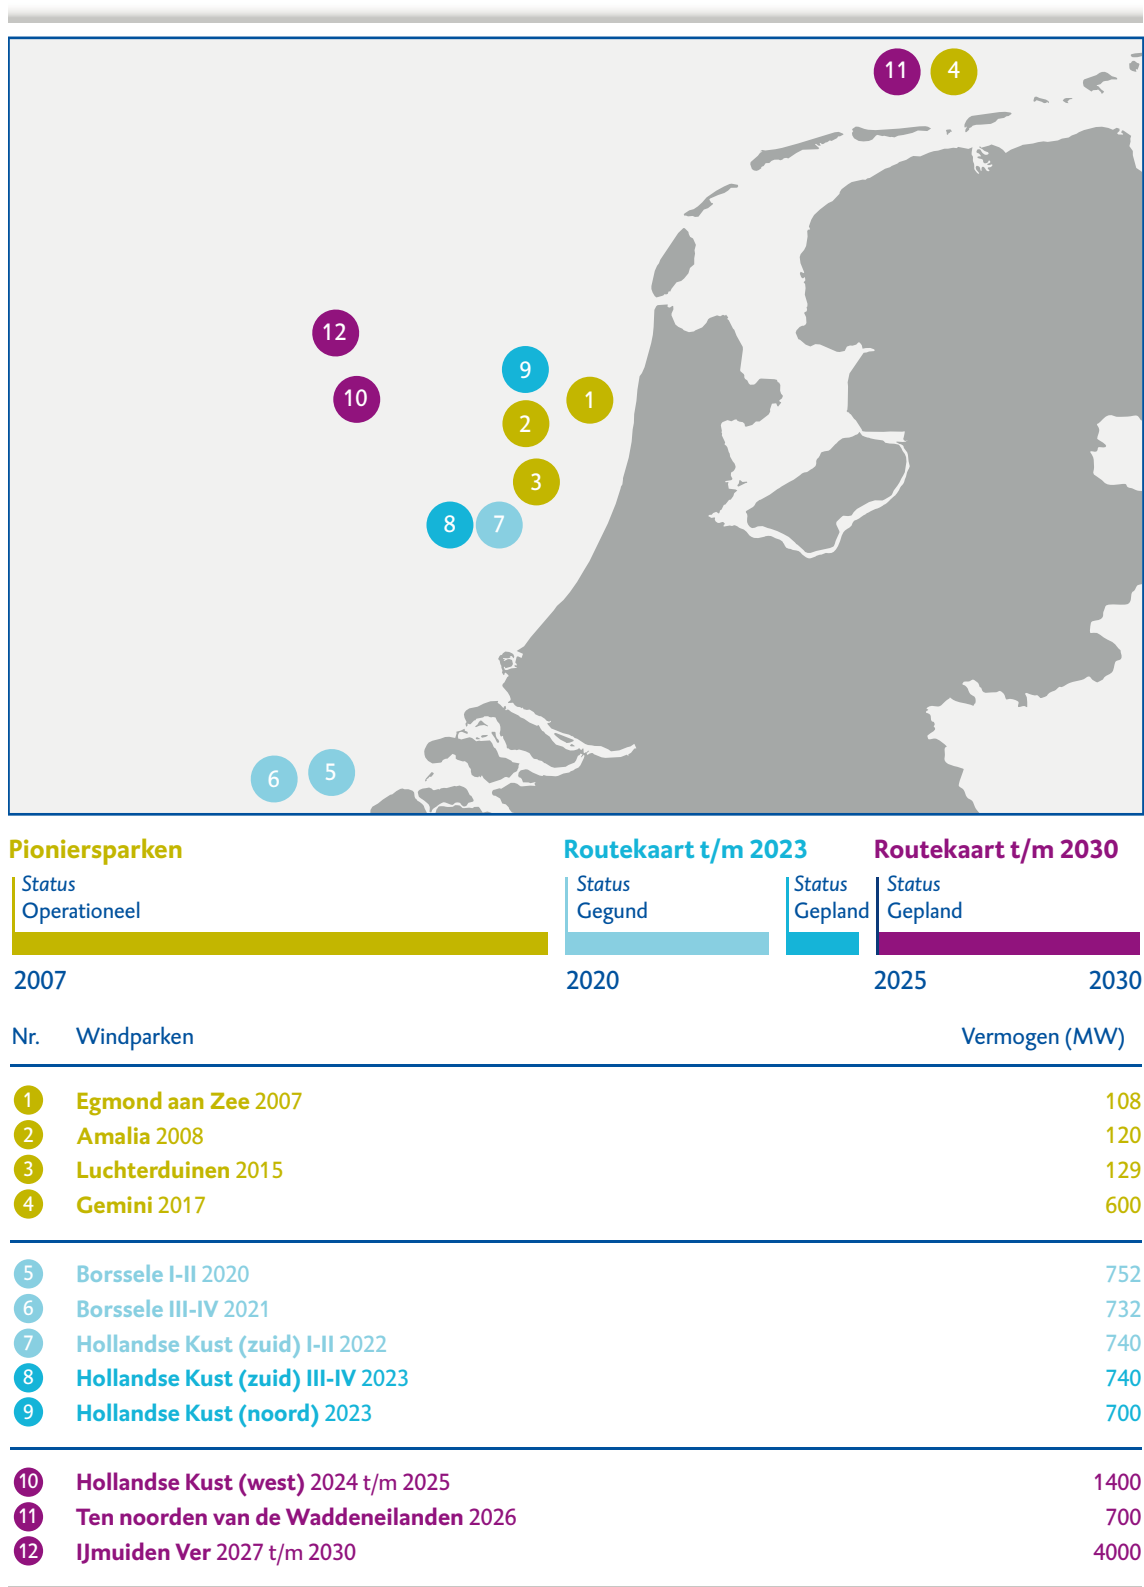 11 4
12
9
10 1
2
3
8 7
6 5
Pioniersparken Routekaart t/m 2023 Routekaart t/m 2030
Status Status Status Status
Operationeel Gegund Gepland Gepland
2007 2020 2025 2030
Nr. Windparken Vermogen (MW)
1 Egmond aan Zee 2007 108
2 Amalia 2008 120
3 Luchterduinen 2015 129
4 Gemini 2017 600
5 Borssele I-II 2020 752
6 Borssele III-IV 2021 732
7 Hollandse Kust (zuid) I-II 2022 740
8 Hollandse Kust (zuid) III-IV 2023 740
9 Hollandse Kust (noord) 2023 700
10 Hollandse Kust (west) 2024 t/m 2025 1400
11 Ten noorden van de Waddeneilanden 2026 700
12 IJmuiden Ver 2027 t/m 2030 4000